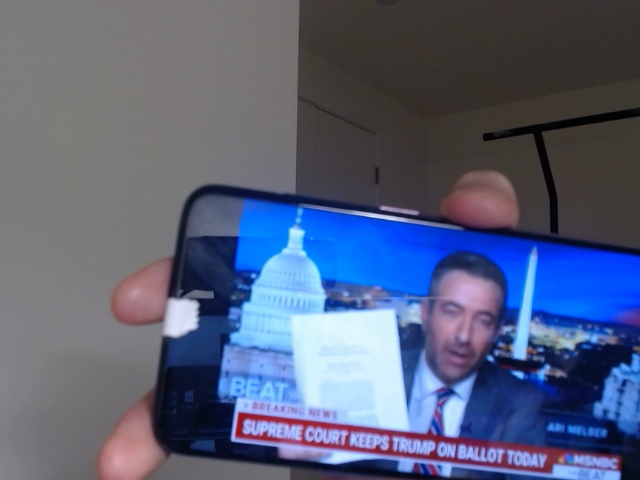 BEAT
BREAKING NEWS
SUPREME COURT KEEPS TRUMP ON BALLOT TODAY
ARI MELBER
MSNBC
BEAT